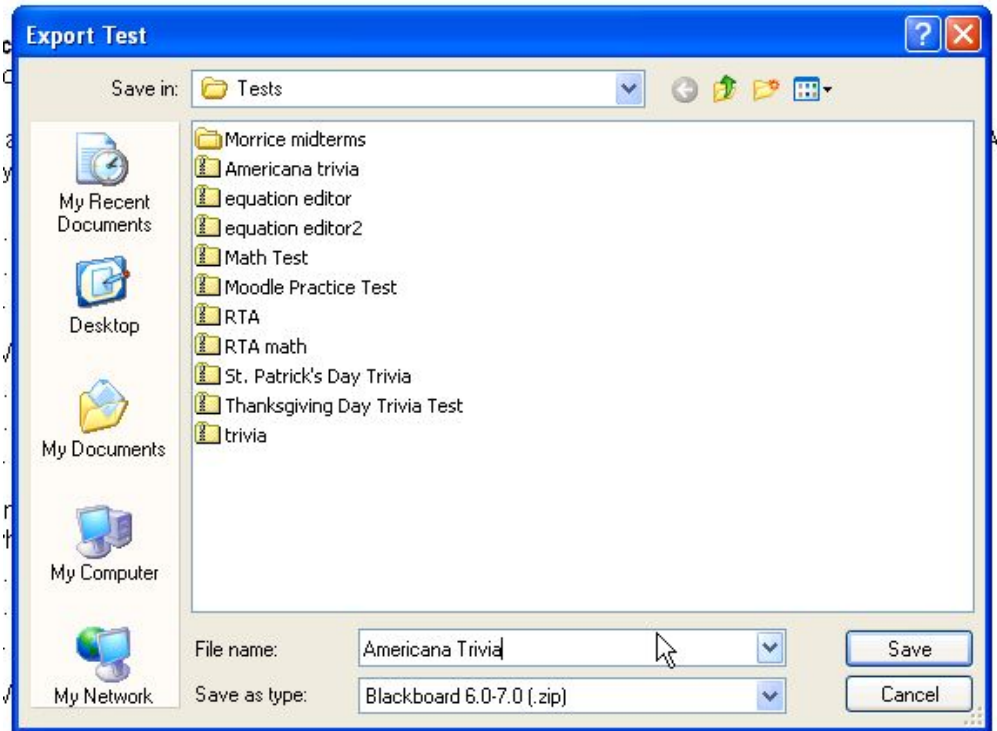 Export Test
Save in: Tests
My Recent Documents
Desktop
My Documents
My Computer
My Network
Morrice midterms
Americana trivia
equation editor
equation editor2
Math Test
Moodle Practice Test
RTA
RTA math
St. Patrick's Day Trivia
Thanksgiving Day Trivia Test
trivia
File name: Americana Trivia Save
Save as type: Blackboard 6.0-7.0 (.zip) Cancel